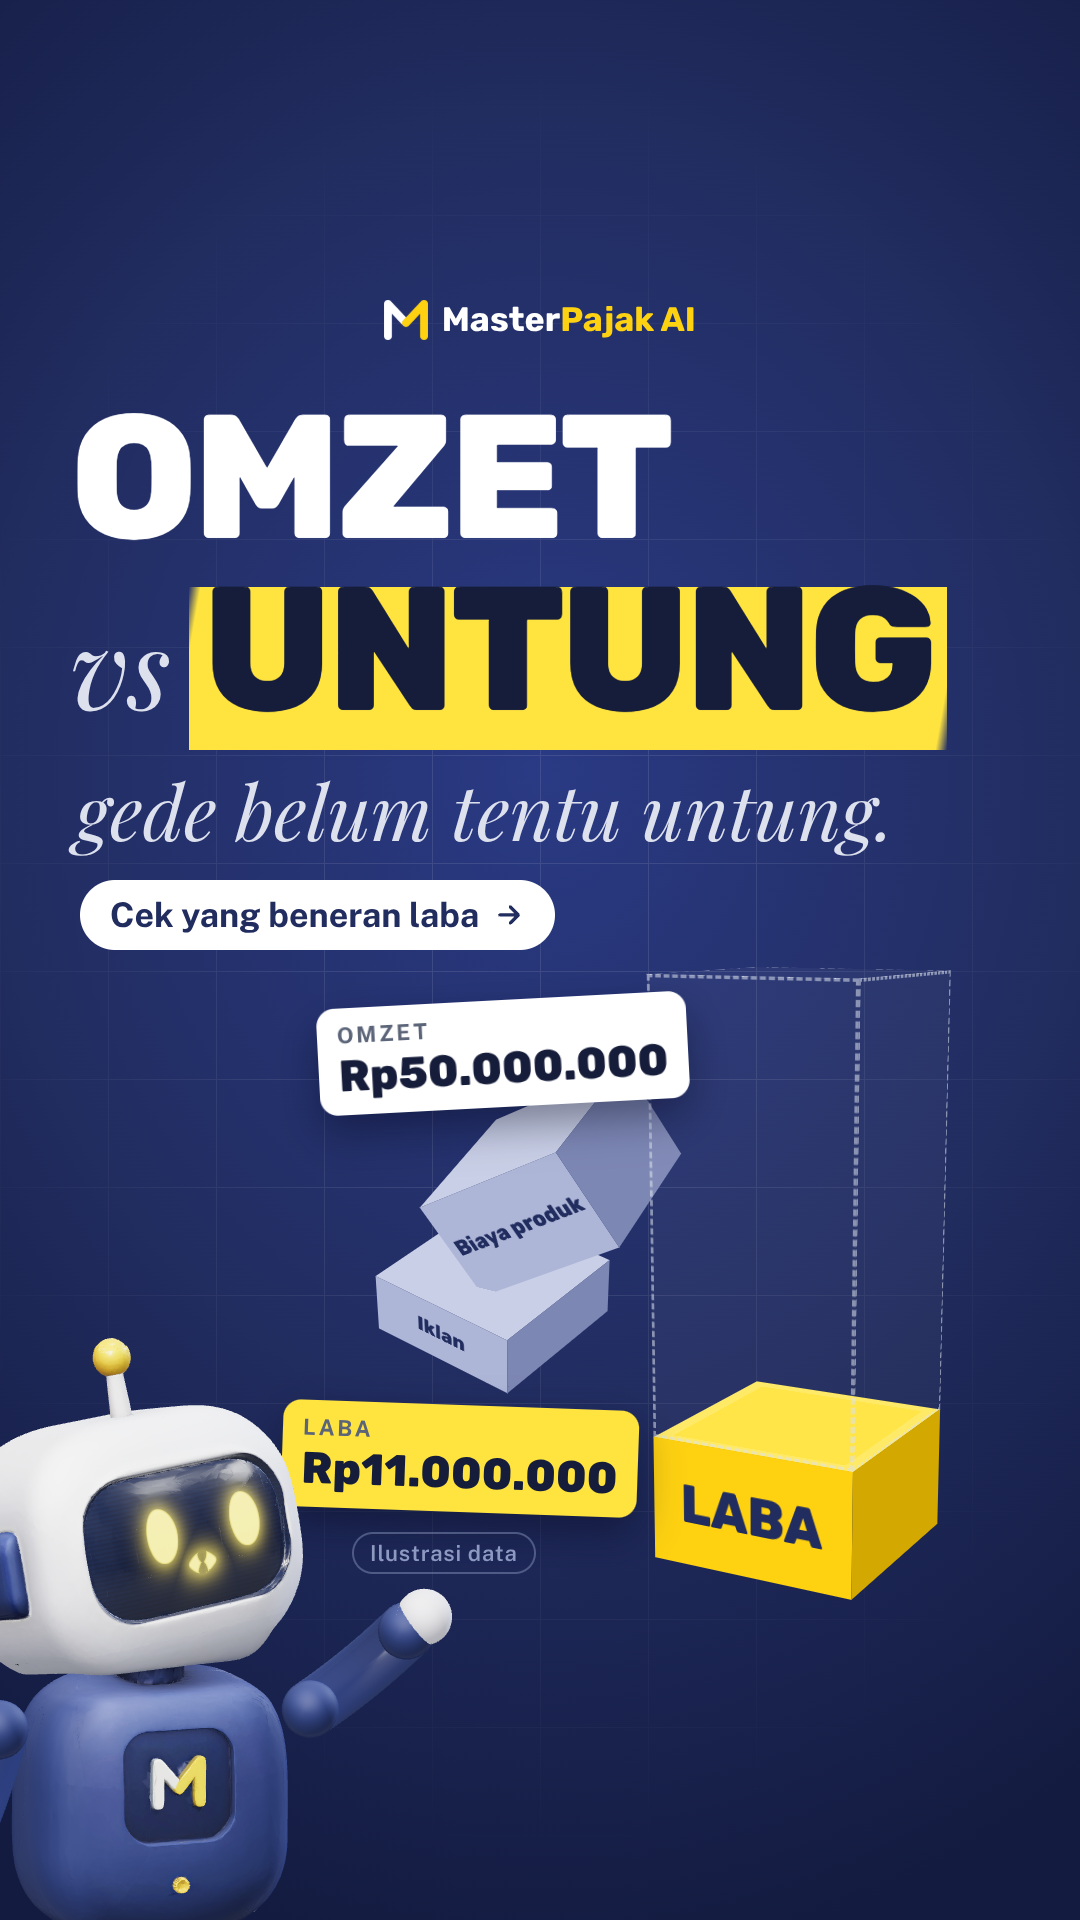 MasterPajak AI
OMZET
vs UNTUNG
gede belum tentu untung.
Cek yang beneran laba →
OMZET
Rp50.000.000
Biaya produk
Iklan
LABA
Rp11.000.000
LABA
Ilustrasi data
M